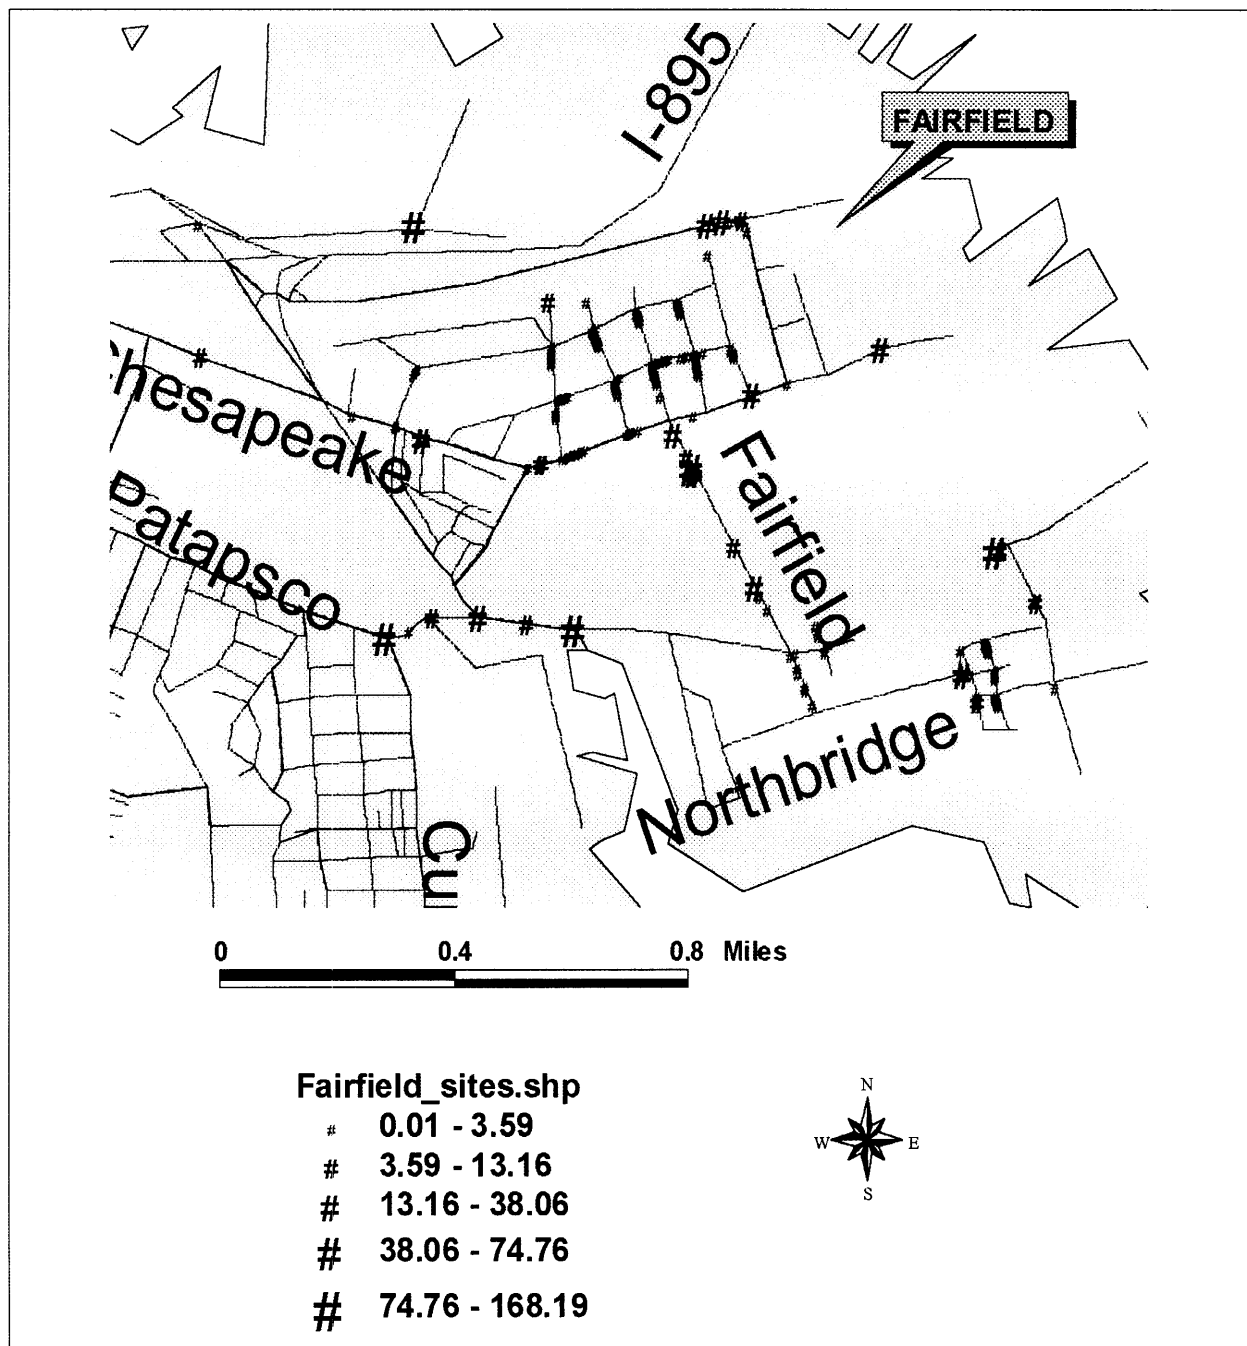 I-895
FAIRFIELD
Chesapeake
Patapsco
Fairfield
Northbridge
Cu
0 0.4 0.8 Miles
Fairfield_sites.shp
# 0.01 - 3.59
# 3.59 - 13.16
# 13.16 - 38.06
# 38.06 - 74.76
# 74.76 - 168.19
N
W E
S